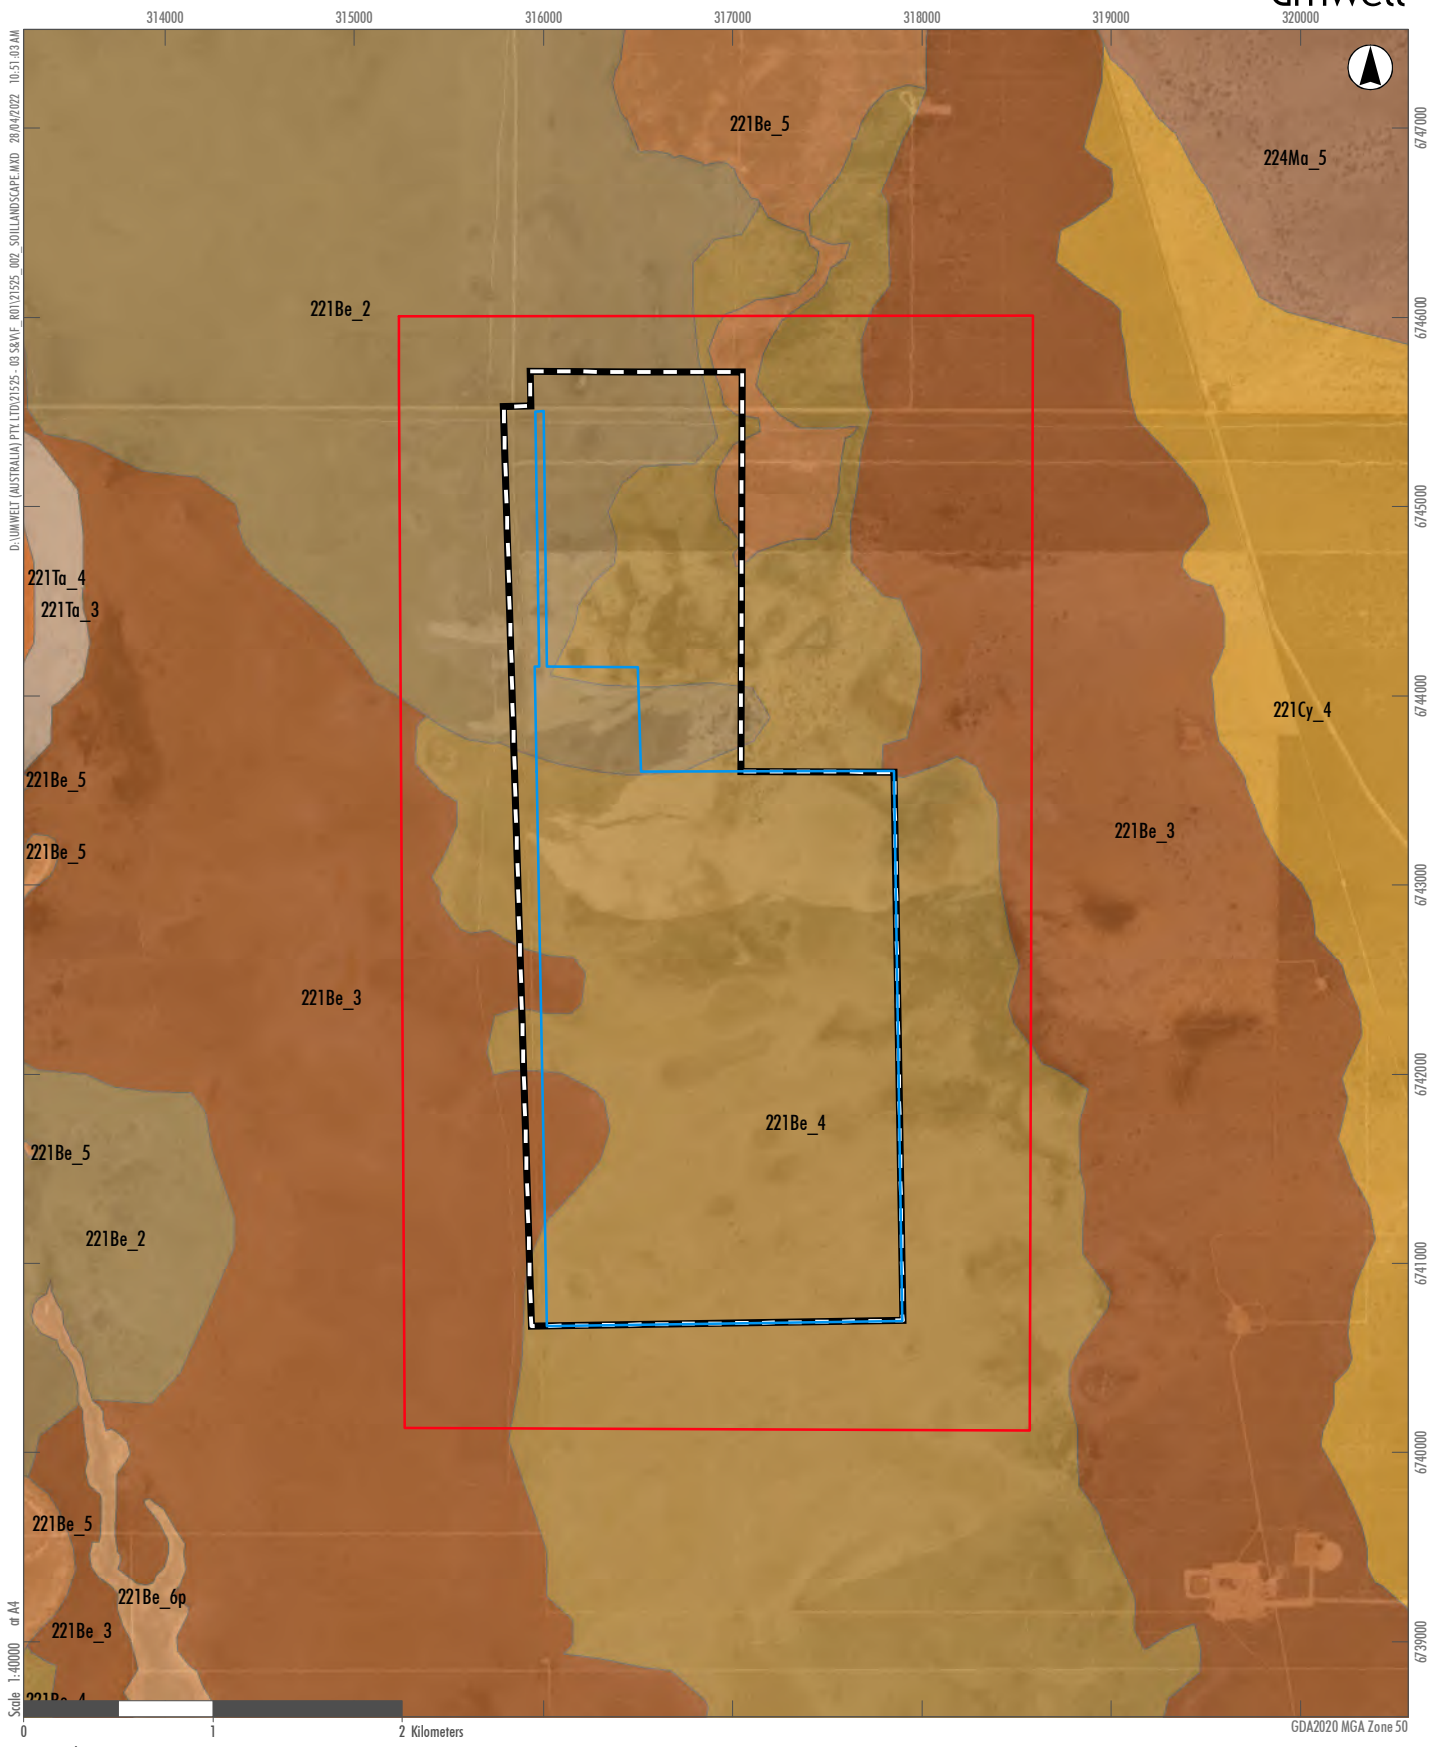 umwelt
314000 315000 316000 317000 318000 319000 320000
D:\UMWELT (AUSTRALIA) PTY. LTD\21525 - 03 S&V\F_R01\21525_002_SOILLANDSCAPE.MXD 28/04/2022 10:51:03 AM
221Be_5
6747000
224Ma_5
221Be_2
6746000
6745000
221Ta_4
221Ta_3
6744000
221Cy_4
221Be_5
221Be_3
221Be_5
6743000
221Be_3
6742000
221Be_4
221Be_5
221Be_2
6741000
6740000
221Be_5
221Be_6p
221Be_3
6739000
221Be_4
Scale 1:40000 at A4
0 1 2 Kilometers
GDA2020 MGA Zone 50